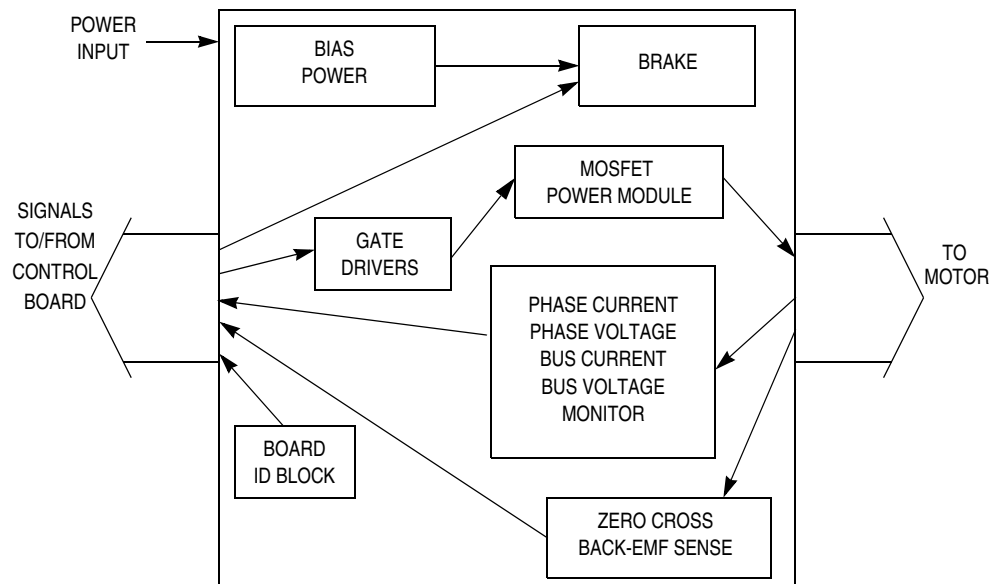 POWER
INPUT
BIAS
POWER
BRAKE
MOSFET
POWER MODULE
SIGNALS
TO/FROM
CONTROL
BOARD
GATE
DRIVERS
TO
MOTOR
PHASE CURRENT
PHASE VOLTAGE
BUS CURRENT
BUS VOLTAGE
MONITOR
BOARD
ID BLOCK
ZERO CROSS
BACK-EMF SENSE